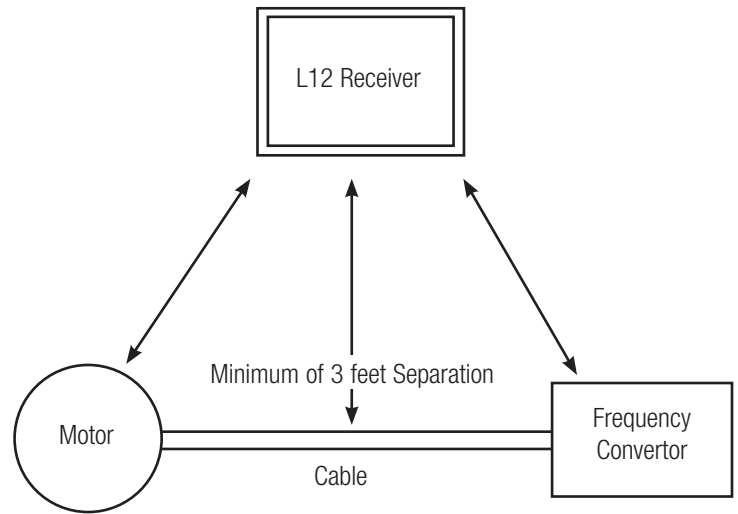 L12 Receiver
Minimum of 3 feet Separation
Motor
Frequency
Convertor
Cable